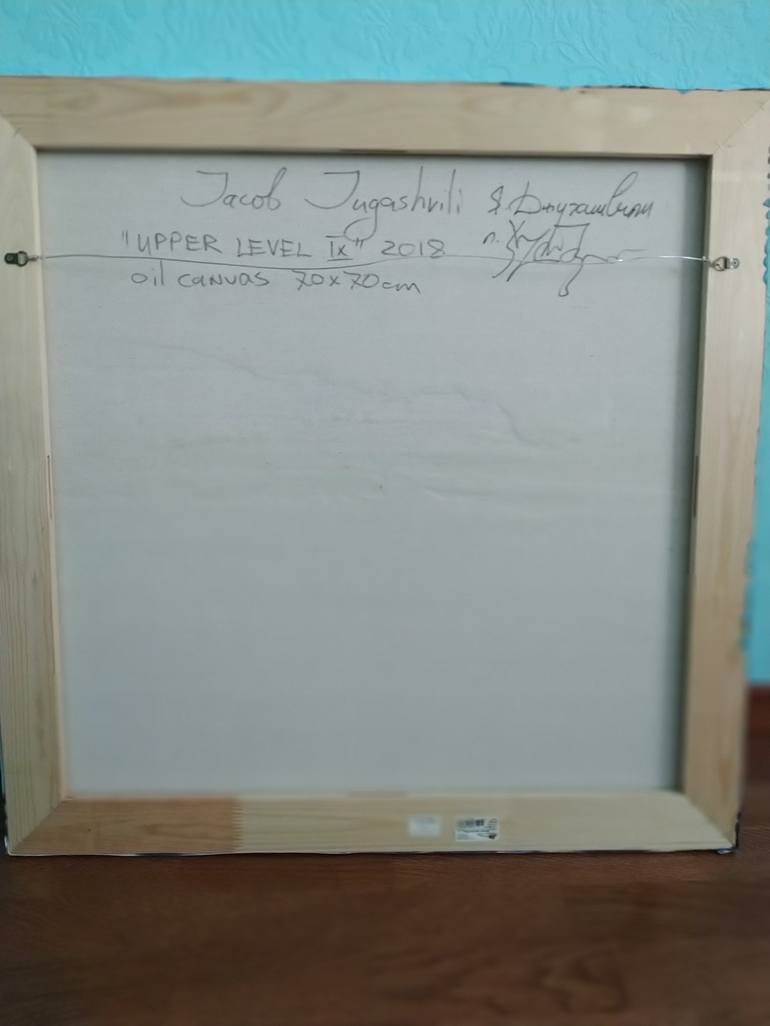 Jacob Jugashvili Я. Джугашвили
"UPPER LEVEL IX" 2018
oil canvas 70x70cm